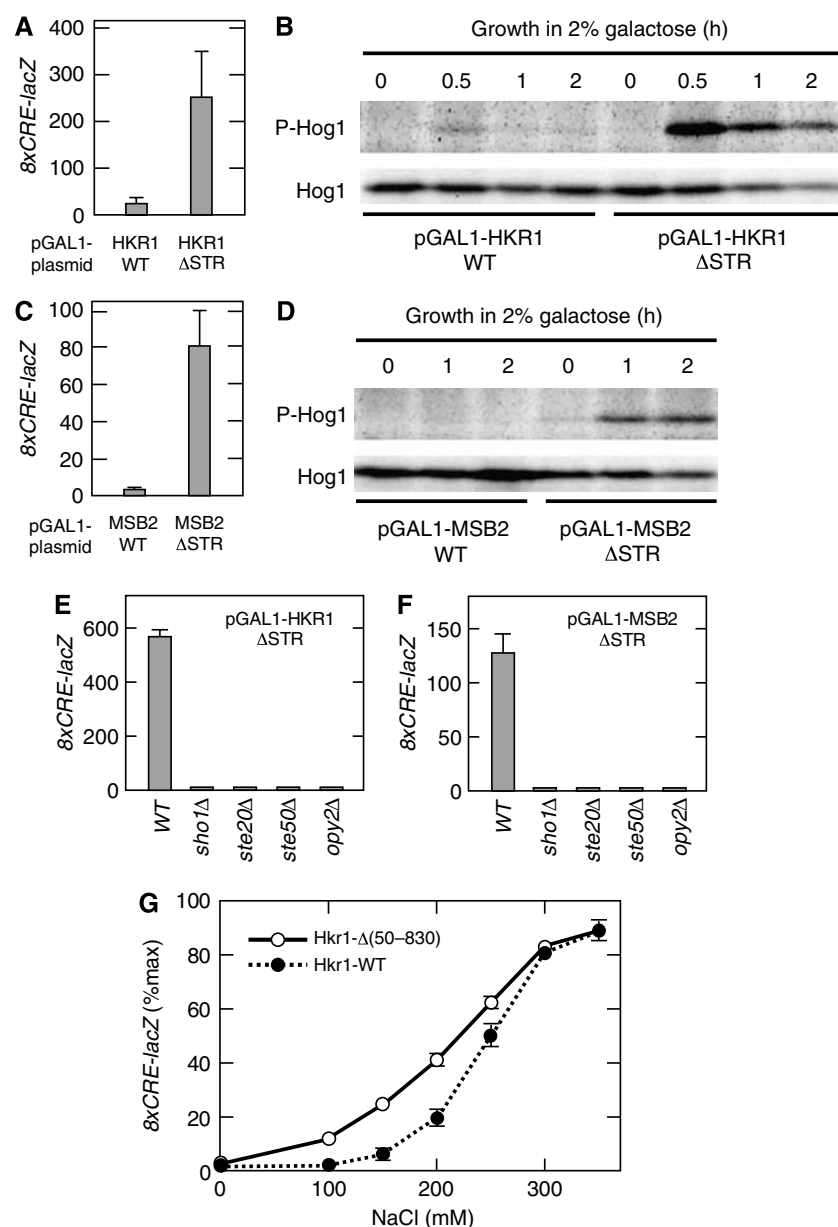 A
8xCRE-lacZ
400
300
200
100
0
pGAL1-
plasmid
HKR1
WT
HKR1
ΔSTR
B
Growth in 2% galactose (h)
0 0.5 1 2 0 0.5 1 2
P-Hog1
Hog1
pGAL1-HKR1
WT
pGAL1-HKR1
ΔSTR
C
8xCRE-lacZ
100
80
60
40
20
0
pGAL1-
plasmid
MSB2
WT
MSB2
ΔSTR
D
Growth in 2% galactose (h)
0 1 2 0 1 2
P-Hog1
Hog1
pGAL1-MSB2
WT
pGAL1-MSB2
ΔSTR
E
pGAL1-HKR1
ΔSTR
8xCRE-lacZ
600
400
200
0
WT
sho1Δ
ste20Δ
ste50Δ
opy2Δ
F
pGAL1-MSB2
ΔSTR
8xCRE-lacZ
150
100
50
0
WT
sho1Δ
ste20Δ
ste50Δ
opy2Δ
G
8xCRE-lacZ (%max)
100
80
60
40
20
0
Hkr1-Δ(50–830)
Hkr1-WT
0 100 200 300
NaCl (mM)